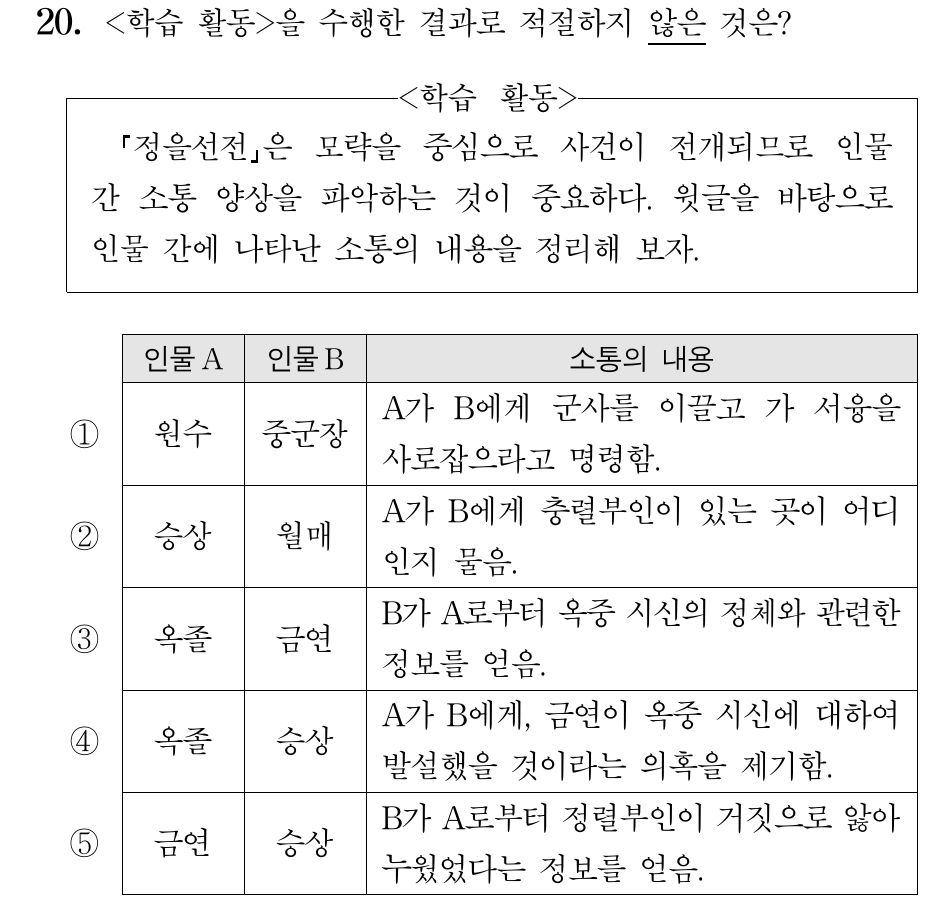 20. <학습 활동>을 수행한 결과로 적절하지 않은 것은?
<학습 활동>
「정을선전」은 모략을 중심으로 사건이 전개되므로 인물
간 소통 양상을 파악하는 것이 중요하다. 윗글을 바탕으로
인물 간에 나타난 소통의 내용을 정리해 보자.
인물 A 인물 B 소통의 내용
① 원수 중군장 A가 B에게 군사를 이끌고 가 서융을
사로잡으라고 명령함.
② 승상 월매 A가 B에게 충렬부인이 있는 곳이 어디
인지 물음.
③ 옥졸 금연 B가 A로부터 옥중 시신의 정체와 관련한
정보를 얻음.
④ 옥졸 승상 A가 B에게, 금연이 옥중 시신에 대하여
발설했을 것이라는 의혹을 제기함.
⑤ 금연 승상 B가 A로부터 정렬부인이 거짓으로 앓아
누웠었다는 정보를 얻음.